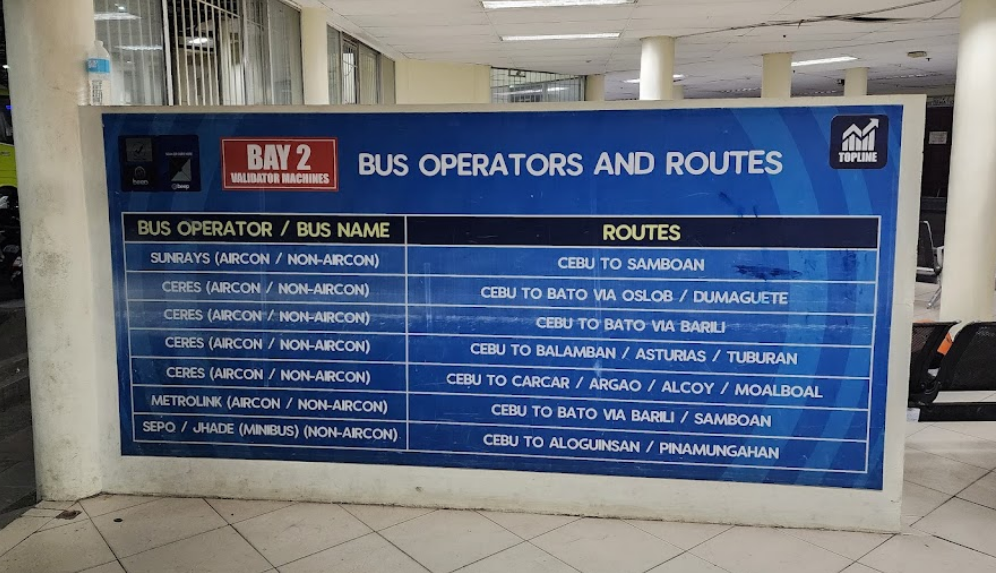 BAY 2
VALIDATOR MACHINES
BUS OPERATORS AND ROUTES
TOPLINE
BUS OPERATOR / BUS NAME
ROUTES
SUNRAYS (AIRCON / NON-AIRCON)
CEBU TO SAMBOAN
CERES (AIRCON / NON-AIRCON)
CEBU TO BATO VIA OSLOB / DUMAGUETE
CERES (AIRCON / NON-AIRCON)
CEBU TO BATO VIA BARILI
CERES (AIRCON / NON-AIRCON)
CEBU TO BALAMBAN / ASTURIAS / TUBURAN
CERES (AIRCON / NON-AIRCON)
CEBU TO CARCAR / ARGAO / ALCOY / MOALBOAL
METROLINK (AIRCON / NON-AIRCON)
CEBU TO BATO VIA BARILI / SAMBOAN
SEPO / JHADE (MINIBUS) (NON-AIRCON)
CEBU TO ALOGUINSAN / PINAMUNGAHAN